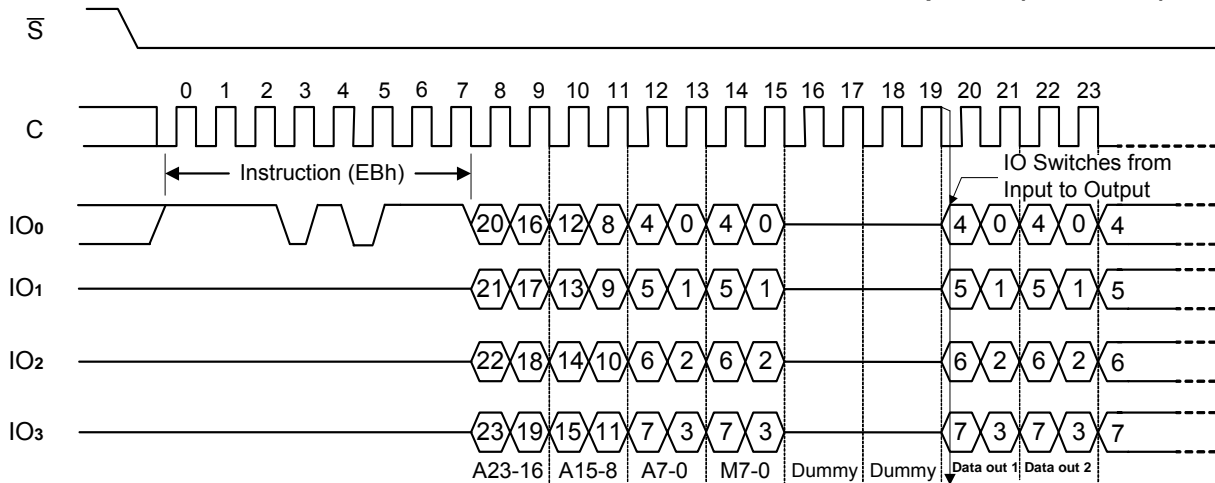 S̅
0 1 2 3 4 5 6 7 8 9 10 11 12 13 14 15 16 17 18 19 20 21 22 23
C
Instruction (EBh)
IO Switches from
Input to Output
IO0 20 16 12 8 4 0 4 0 4 0 4 0 4
IO1 21 17 13 9 5 1 5 1 5 1 5 1 5
IO2 22 18 14 10 6 2 6 2 6 2 6 2 6
IO3 23 19 15 11 7 3 7 3 7 3 7 3 7
A23-16 A15-8 A7-0 M7-0 Dummy Dummy Data out 1 Data out 2